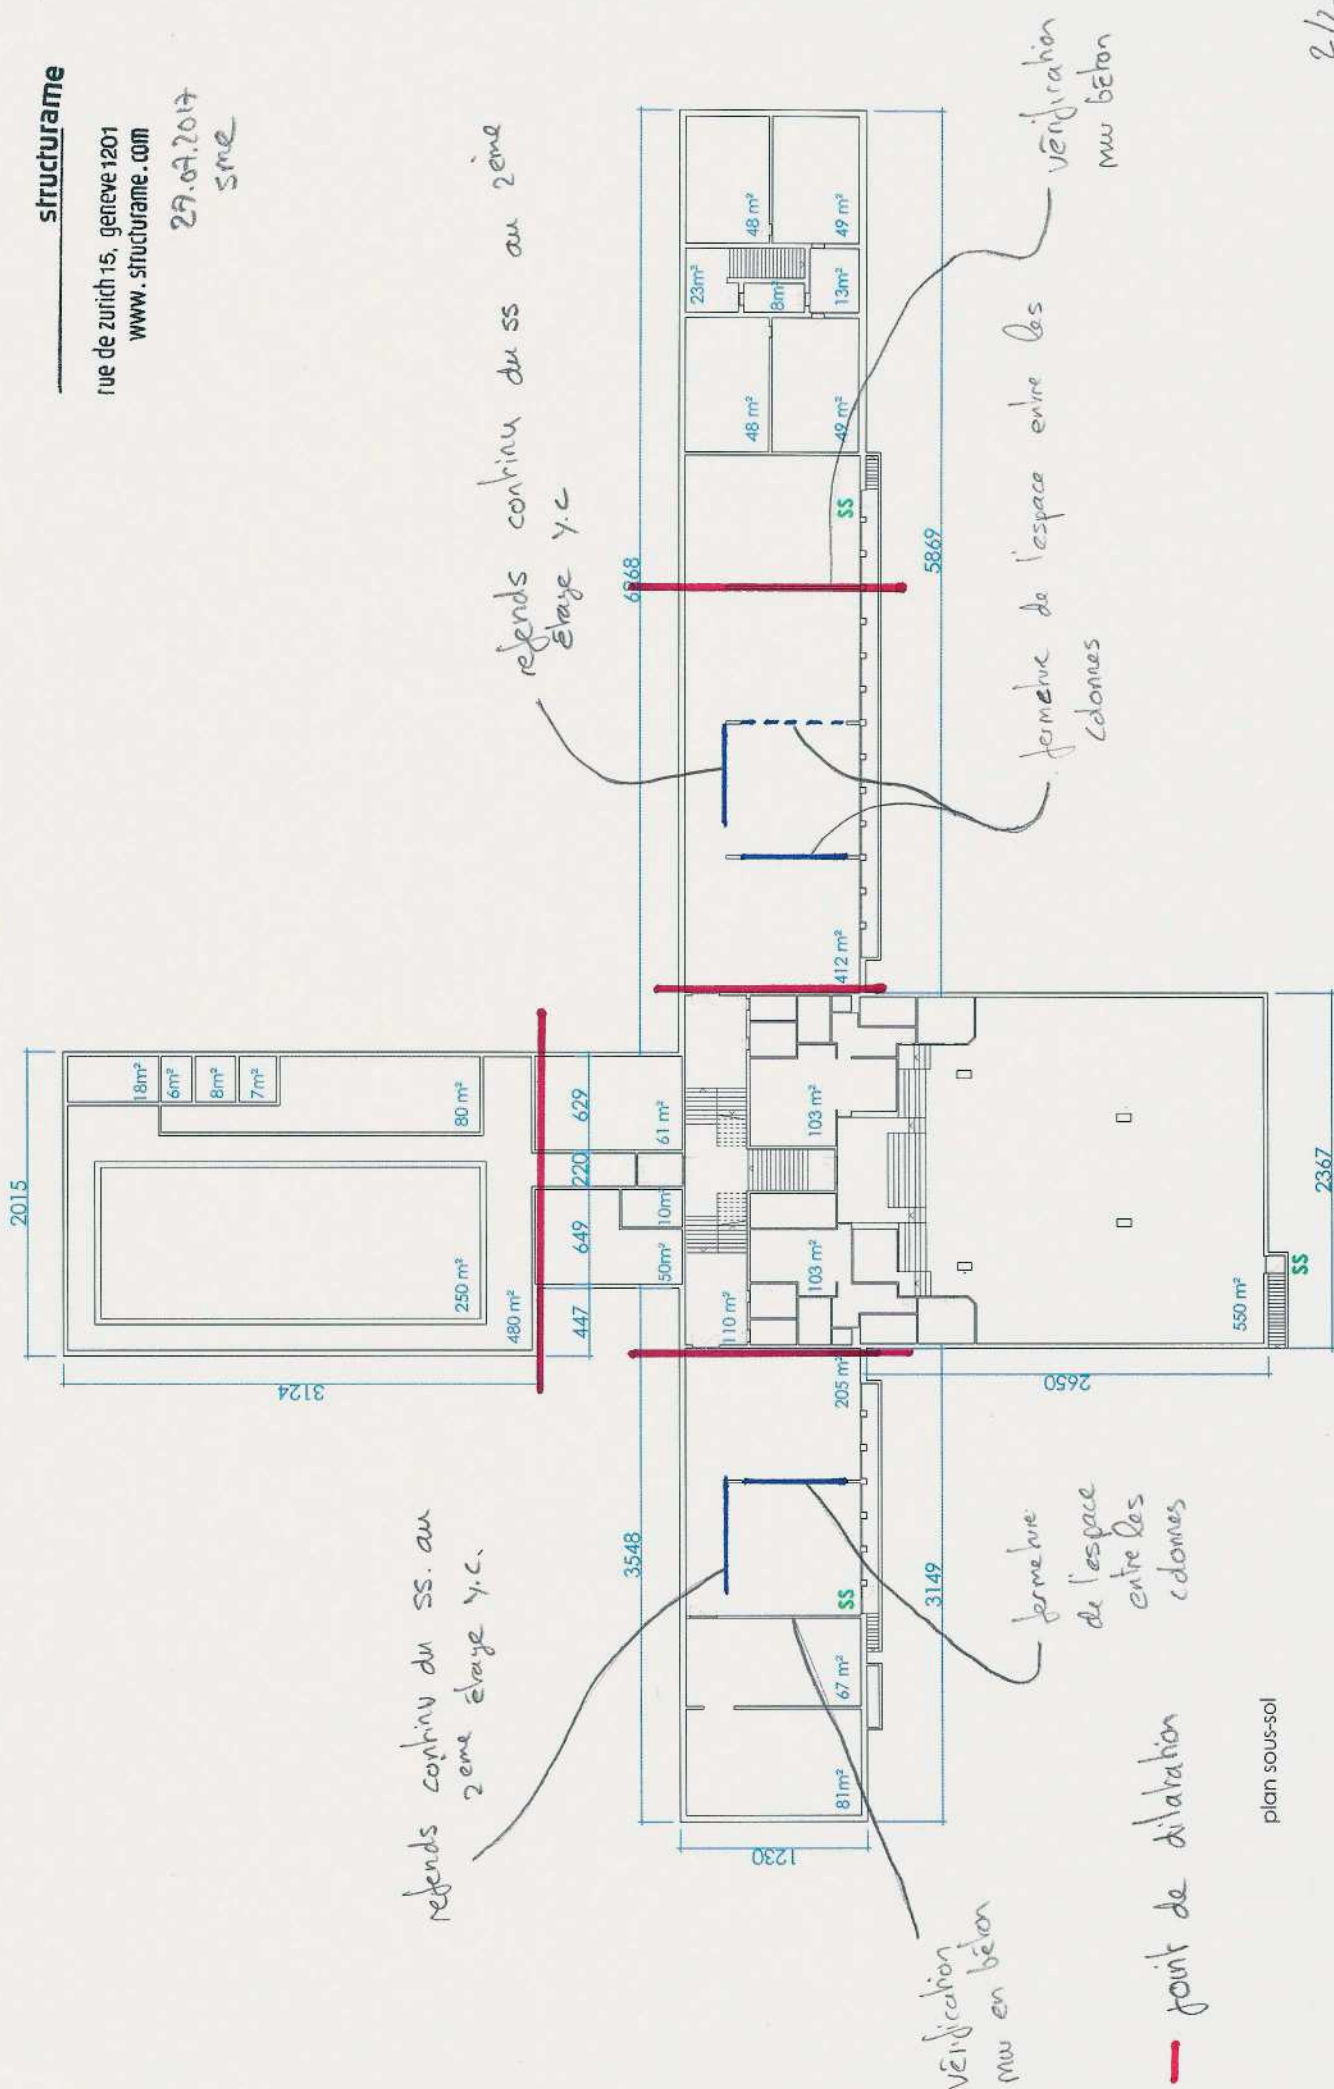 structurame
rue de zurich 15, geneve 1201
www.structurame.com
27.07.2017
sme
refends continu du ss au 2ème
étage y.c
refends continu du ss. au
2ème étage y.c.
vérification
mur béton
fermeture de l'espace entre les
colonnes
fermeture
de l'espace
entre les
colonnes
vérification
mur en béton
joint de dilatation
plan sous-sol
2015
3124
18m²
6m²
8m²
7m²
80 m²
250 m²
480 m²
447
649
220
629
50m²
10m²
61 m²
3548
1230
81m²
67 m²
SS
205 m²
3149
110 m²
103 m²
103 m²
2650
550 m²
SS
2367
412 m²
5869
SS
48 m²
49 m²
23m²
8m²
13m²
48 m²
49 m²